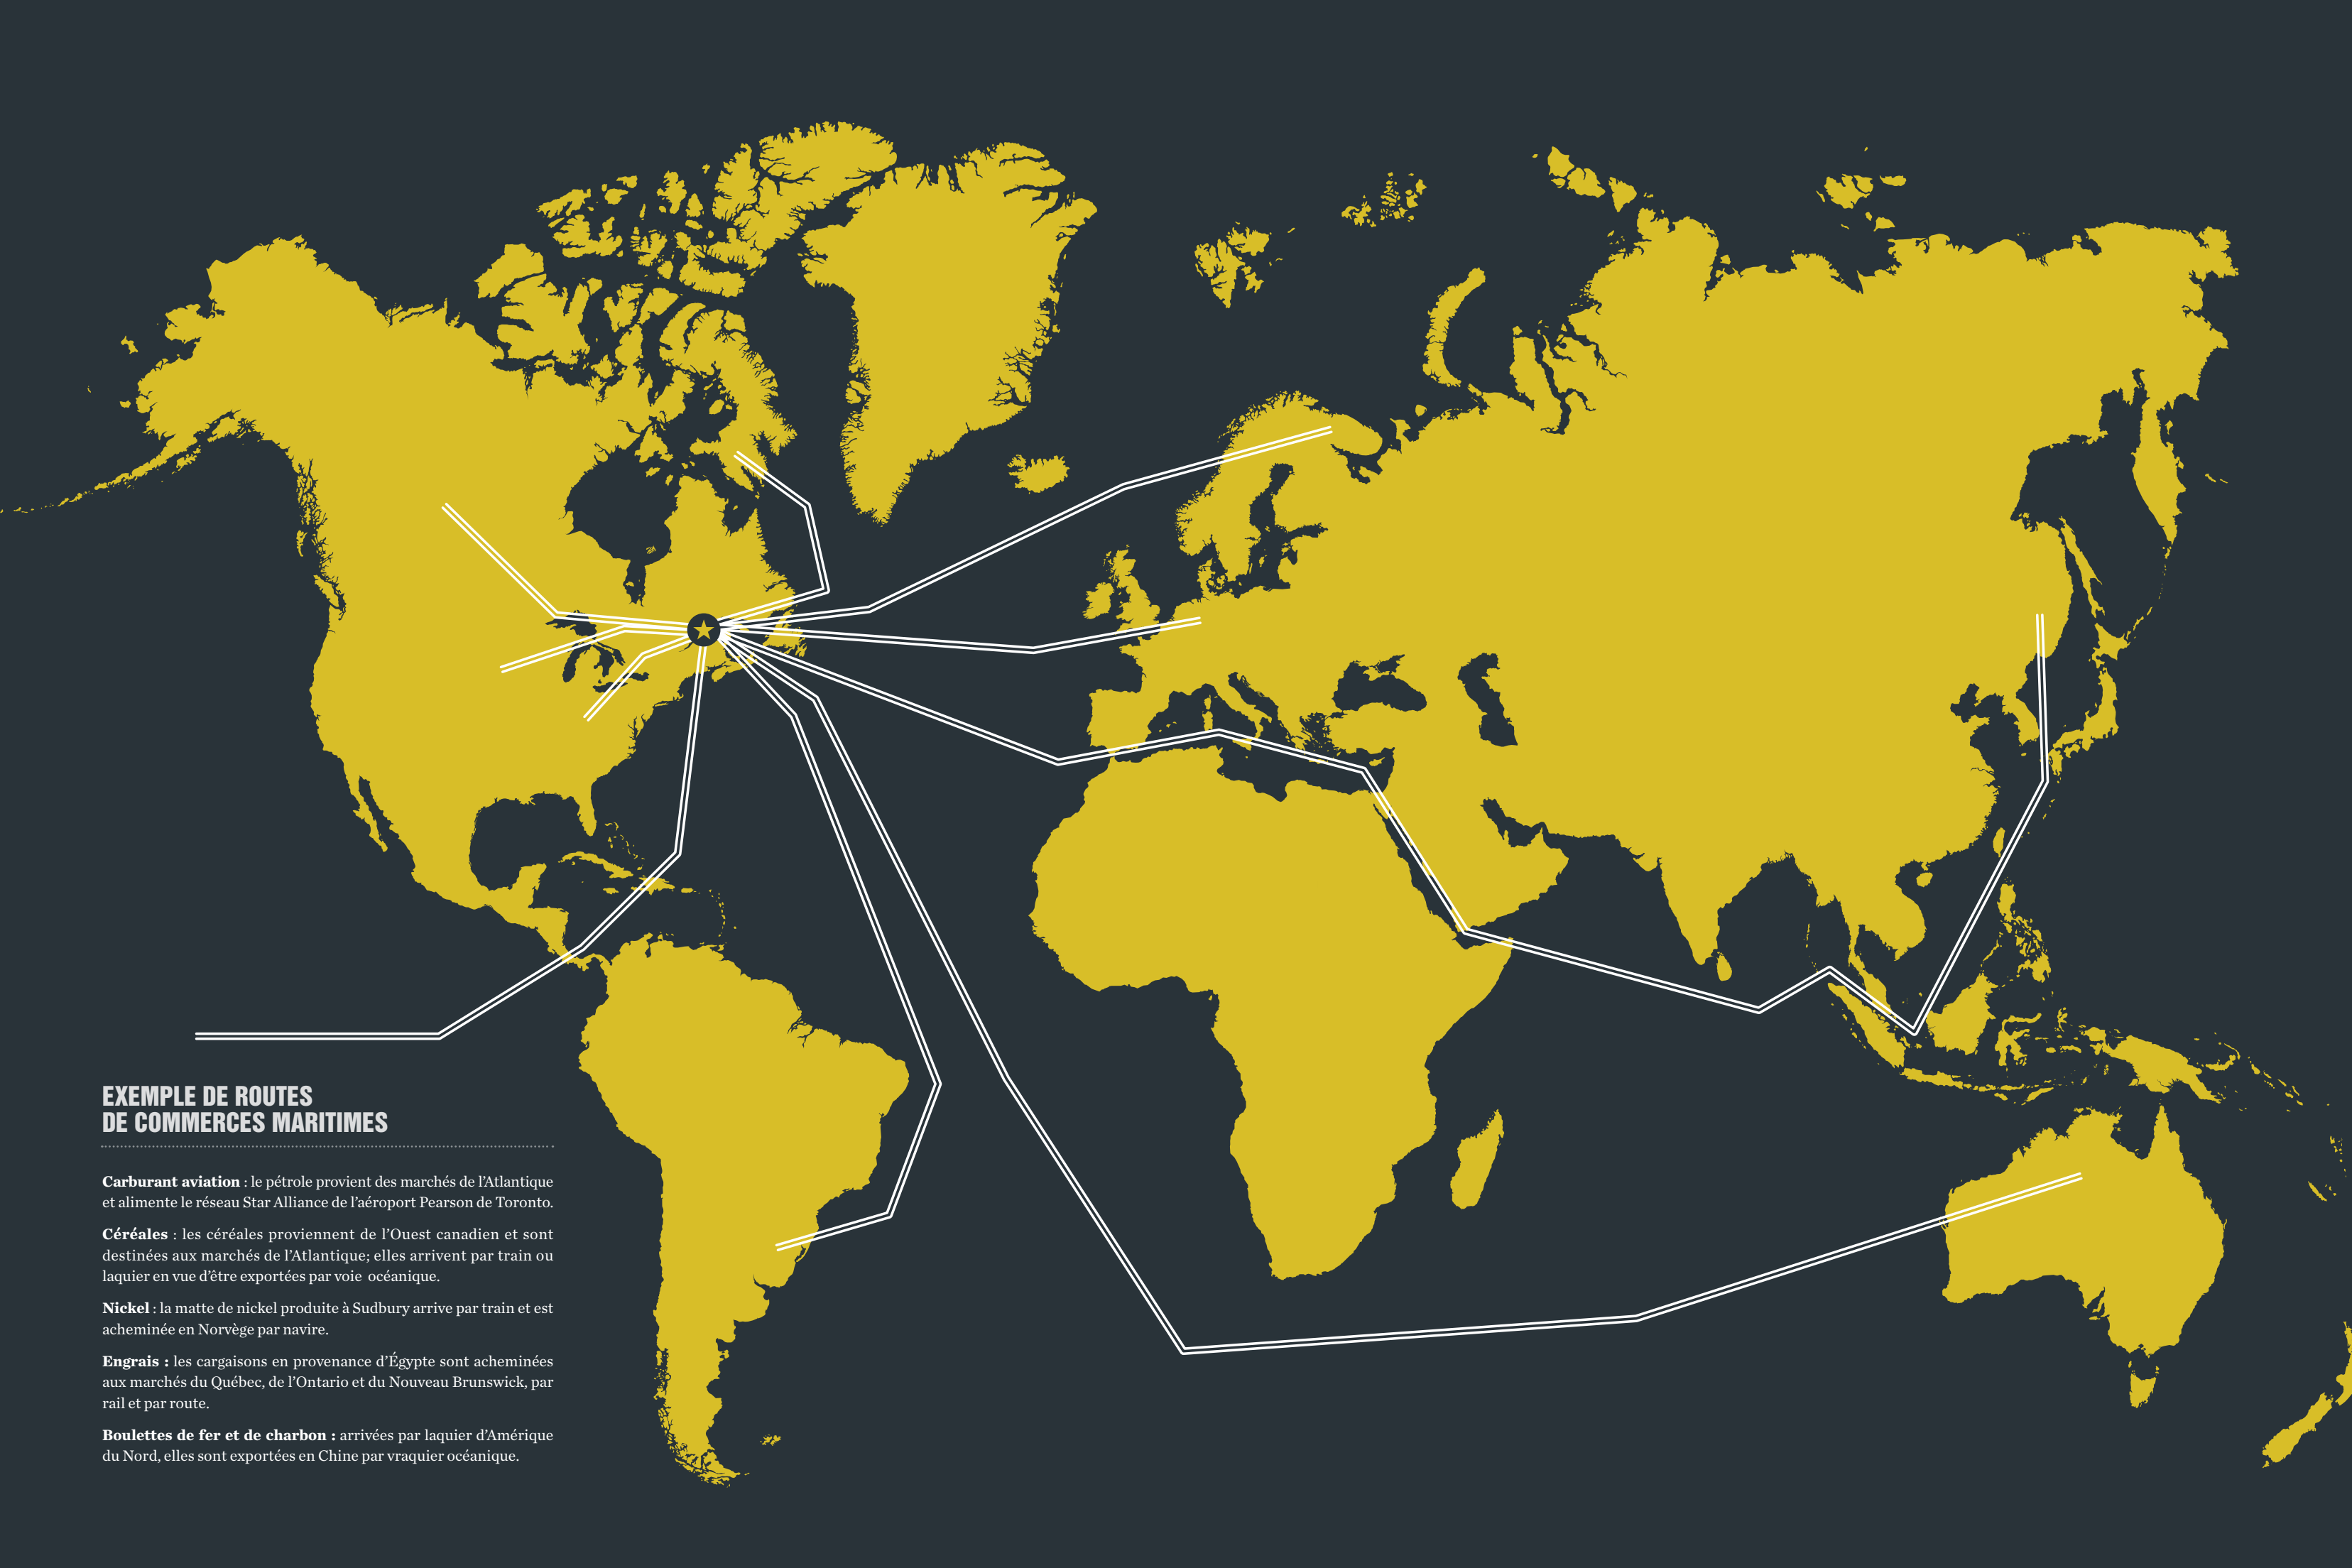 EXEMPLE DE ROUTES
DE COMMERCES MARITIMES
Carburant aviation : le pétrole provient des marchés de l’Atlantique
et alimente le réseau Star Alliance de l’aéroport Pearson de Toronto.
Céréales : les céréales proviennent de l’Ouest canadien et sont
destinées aux marchés de l’Atlantique; elles arrivent par train ou
laquier en vue d’être exportées par voie océanique.
Nickel : la matte de nickel produite à Sudbury arrive par train et est
acheminée en Norvège par navire.
Engrais : les cargaisons en provenance d’Égypte sont acheminées
aux marchés du Québec, de l’Ontario et du Nouveau Brunswick, par
rail et par route.
Boulettes de fer et de charbon : arrivées par laquier d’Amérique
du Nord, elles sont exportées en Chine par vraquier océanique.